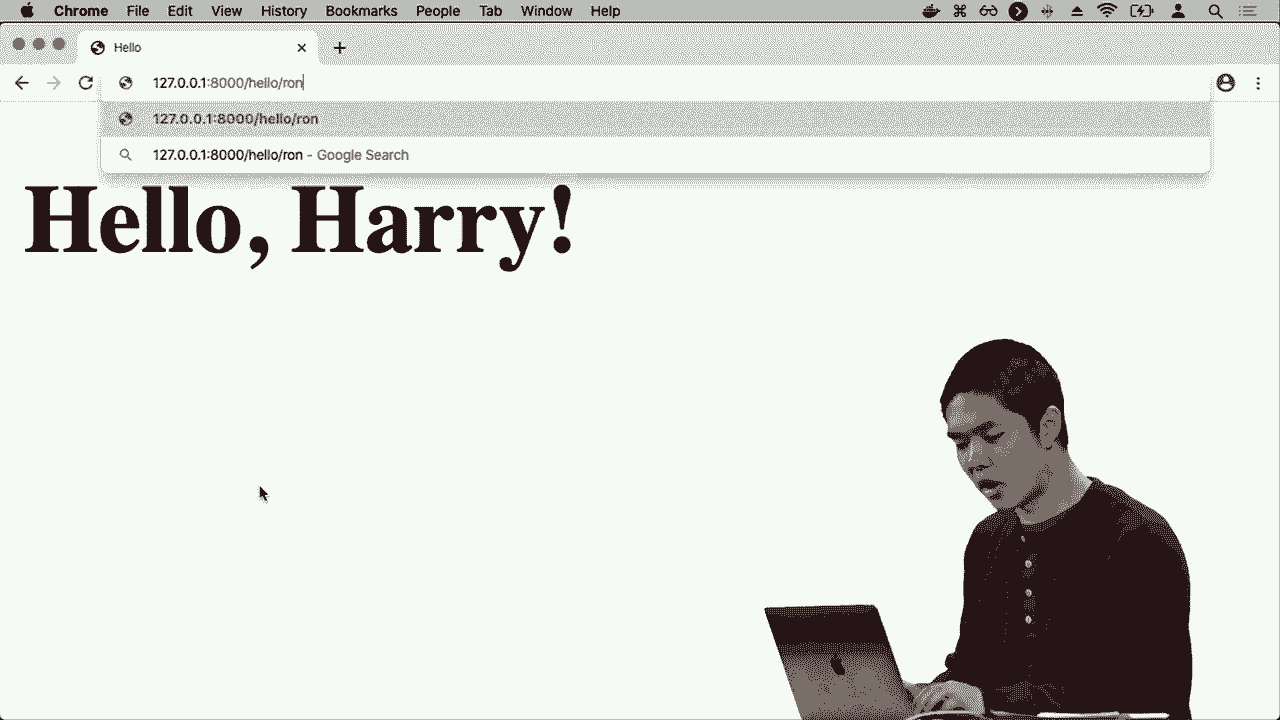 Chrome File Edit View History Bookmarks People Tab Window Help
Hello
127.0.0.1:8000/hello/ron
127.0.0.1:8000/hello/ron
127.0.0.1:8000/hello/ron - Google Search
Hello, Harry!